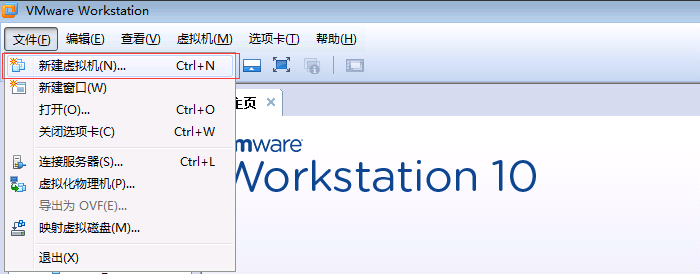 VMware Workstation
文件(F) 编辑(E) 查看(V) 虚拟机(M) 选项卡(T) 帮助(H)
新建虚拟机(N)... Ctrl+N
新建窗口(W)
打开(O)... Ctrl+O
关闭选项卡(C) Ctrl+W
连接服务器(S)... Ctrl+L
虚拟化物理机(P)...
导出为 OVF(E)...
映射虚拟磁盘(M)...
退出(X)
主页
mware
Workstation 10